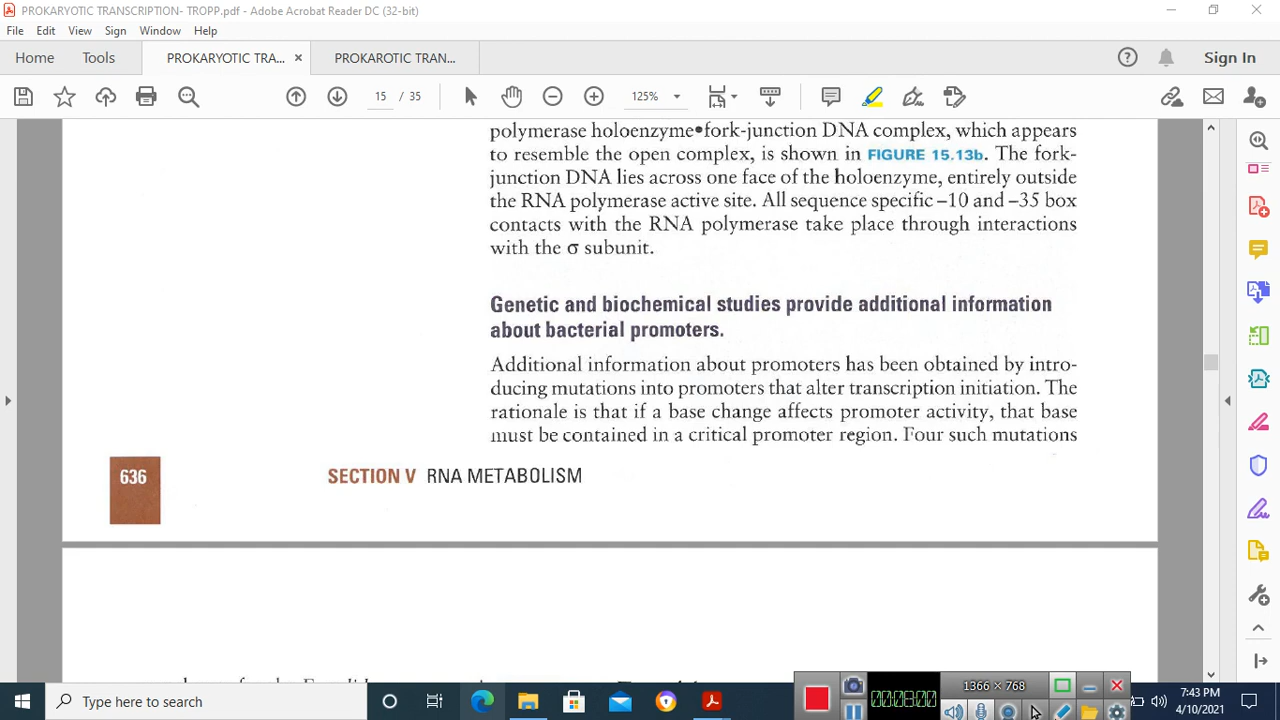 PROKARYOTIC TRANSCRIPTION- TROPP.pdf - Adobe Acrobat Reader DC (32-bit)
File Edit View Sign Window Help
Home Tools PROKARYOTIC TRA... × PROKAROTIC TRAN... Sign In
15 / 35 125%
polymerase holoenzyme•fork-junction DNA complex, which appears
to resemble the open complex, is shown in FIGURE 15.13b. The fork-
junction DNA lies across one face of the holoenzyme, entirely outside
the RNA polymerase active site. All sequence specific –10 and –35 box
contacts with the RNA polymerase take place through interactions
with the σ subunit.
Genetic and biochemical studies provide additional information
about bacterial promoters.
Additional information about promoters has been obtained by intro-
ducing mutations into promoters that alter transcription initiation. The
rationale is that if a base change affects promoter activity, that base
must be contained in a critical promoter region. Four such mutations
636 SECTION V RNA METABOLISM
1366 × 768
00:08:00
Type here to search
7:43 PM
4/10/2021